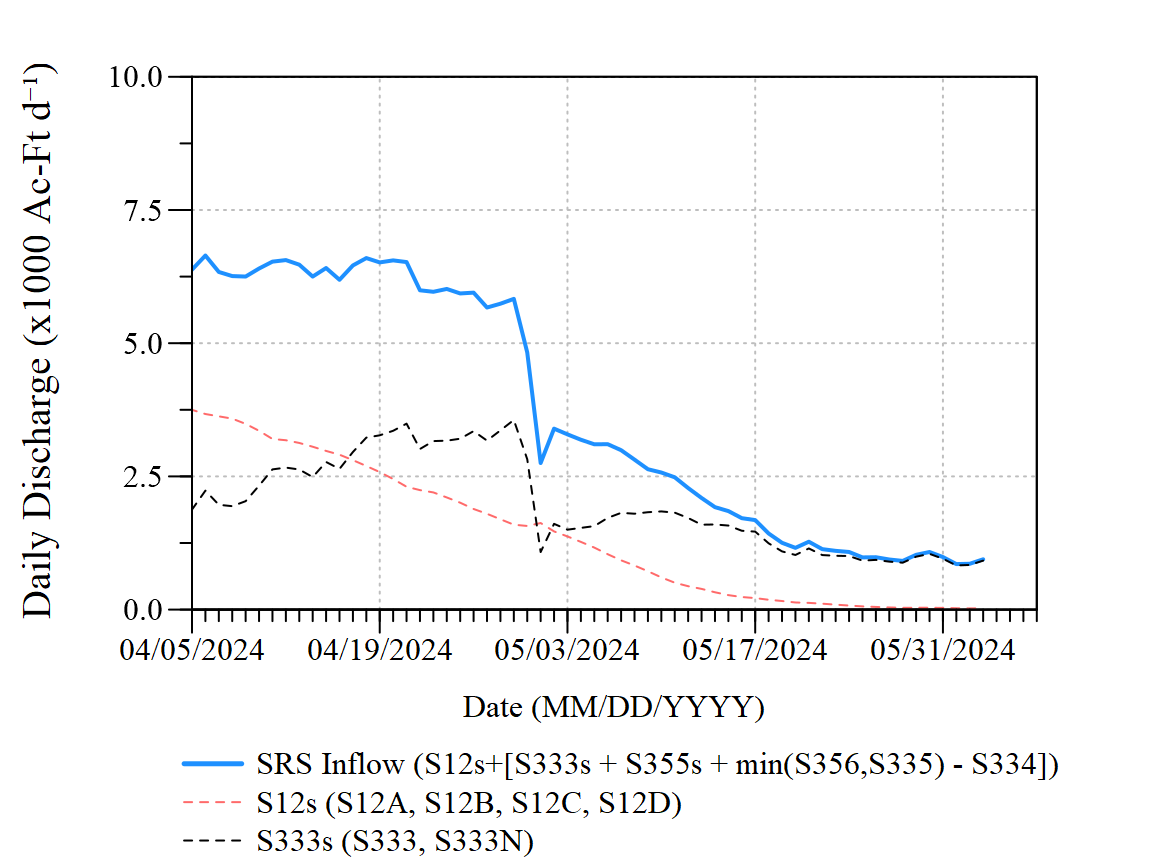 Daily Discharge (x1000 Ac-Ft d⁻¹)
10.0
7.5
5.0
2.5
0.0
04/05/2024 04/19/2024 05/03/2024 05/17/2024 05/31/2024
Date (MM/DD/YYYY)
SRS Inflow (S12s+[S333s + S355s + min(S356,S335) - S334])
S12s (S12A, S12B, S12C, S12D)
S333s (S333, S333N)